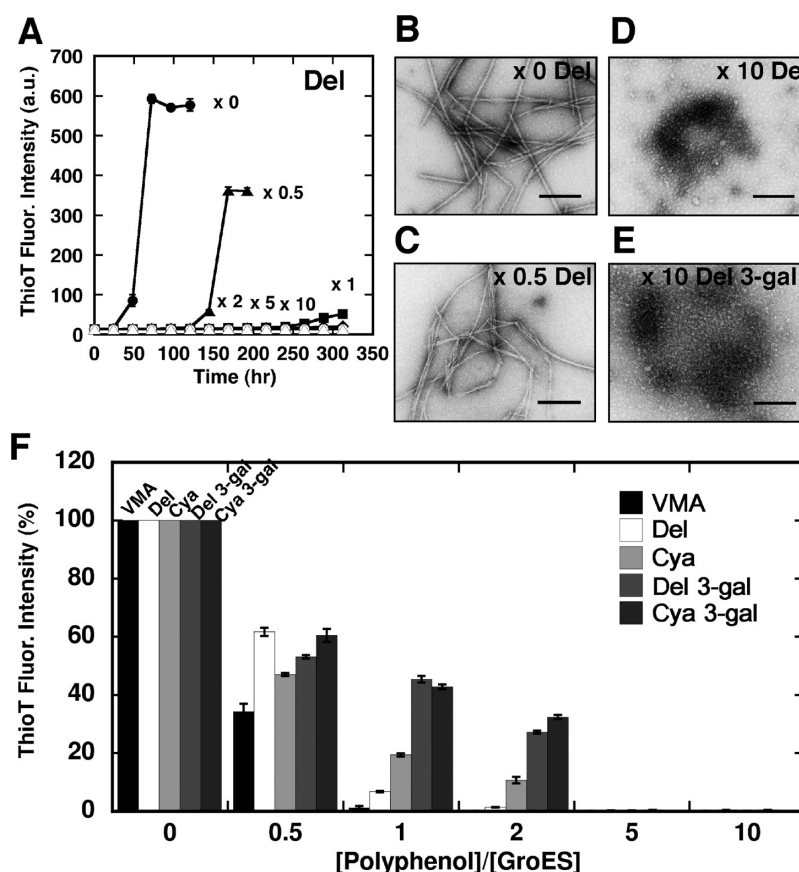 A
Del
ThioT Fluor. Intensity (a.u.)
700
600
500
400
300
200
100
0
x 0
x 0.5
x 2 x 5 x 10
x 1
0 50 100 150 200 250 300 350
Time (hr)
B
x 0 Del
D
x 10 De
C
x 0.5 Del
E
x 10 Del 3-gal
F
ThioT Fluor. Intensity (%)
120
100
80
60
40
20
0
VMA
Del
Cya
Del 3-gal
Cya 3-gal
VMA
Del
Cya
Del 3-gal
Cya 3-gal
0 0.5 1 2 5 10
[Polyphenol]/[GroES]